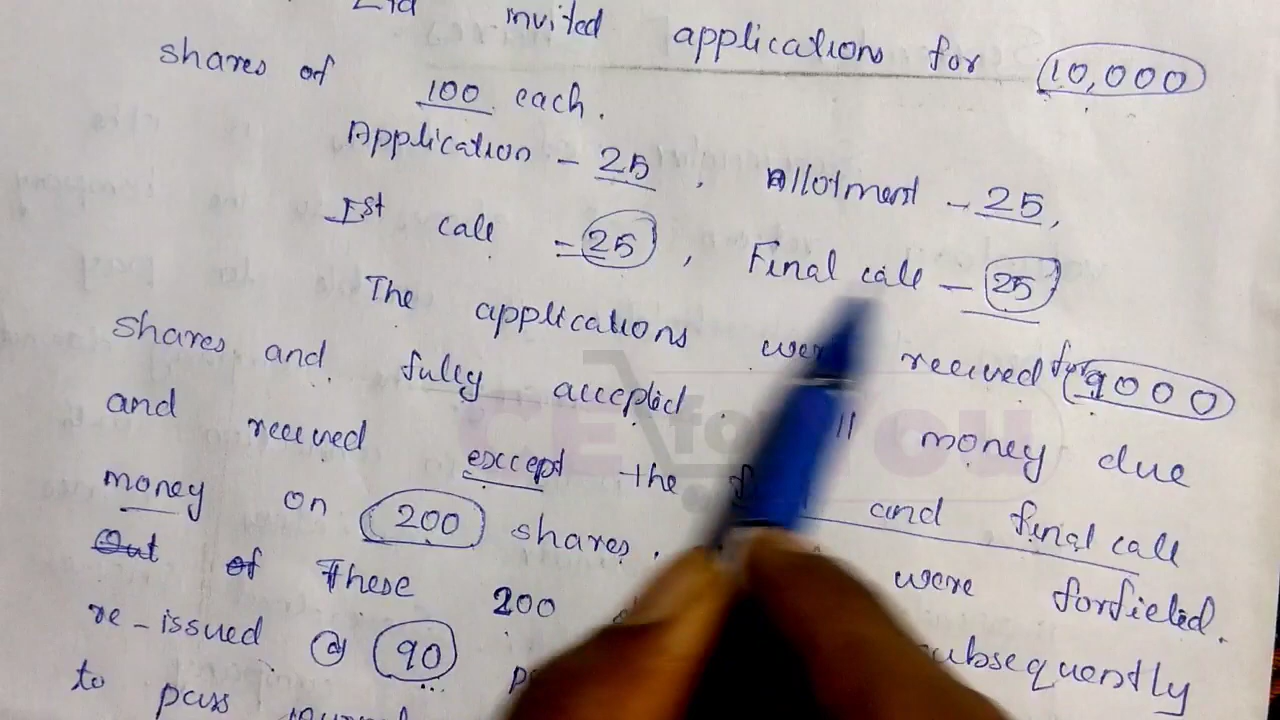 Ltd invited applications for 10,000
shares of 100 each.
Application - 25, Allotment - 25,
Ist call = 25, Final call - 25
The applications were received for 9000
shares and fully accepted. money due
and received except the and final call
money on 200 shares.
Out of These 200 were forfieted.
re-issued @ 90 subsequently
to pass